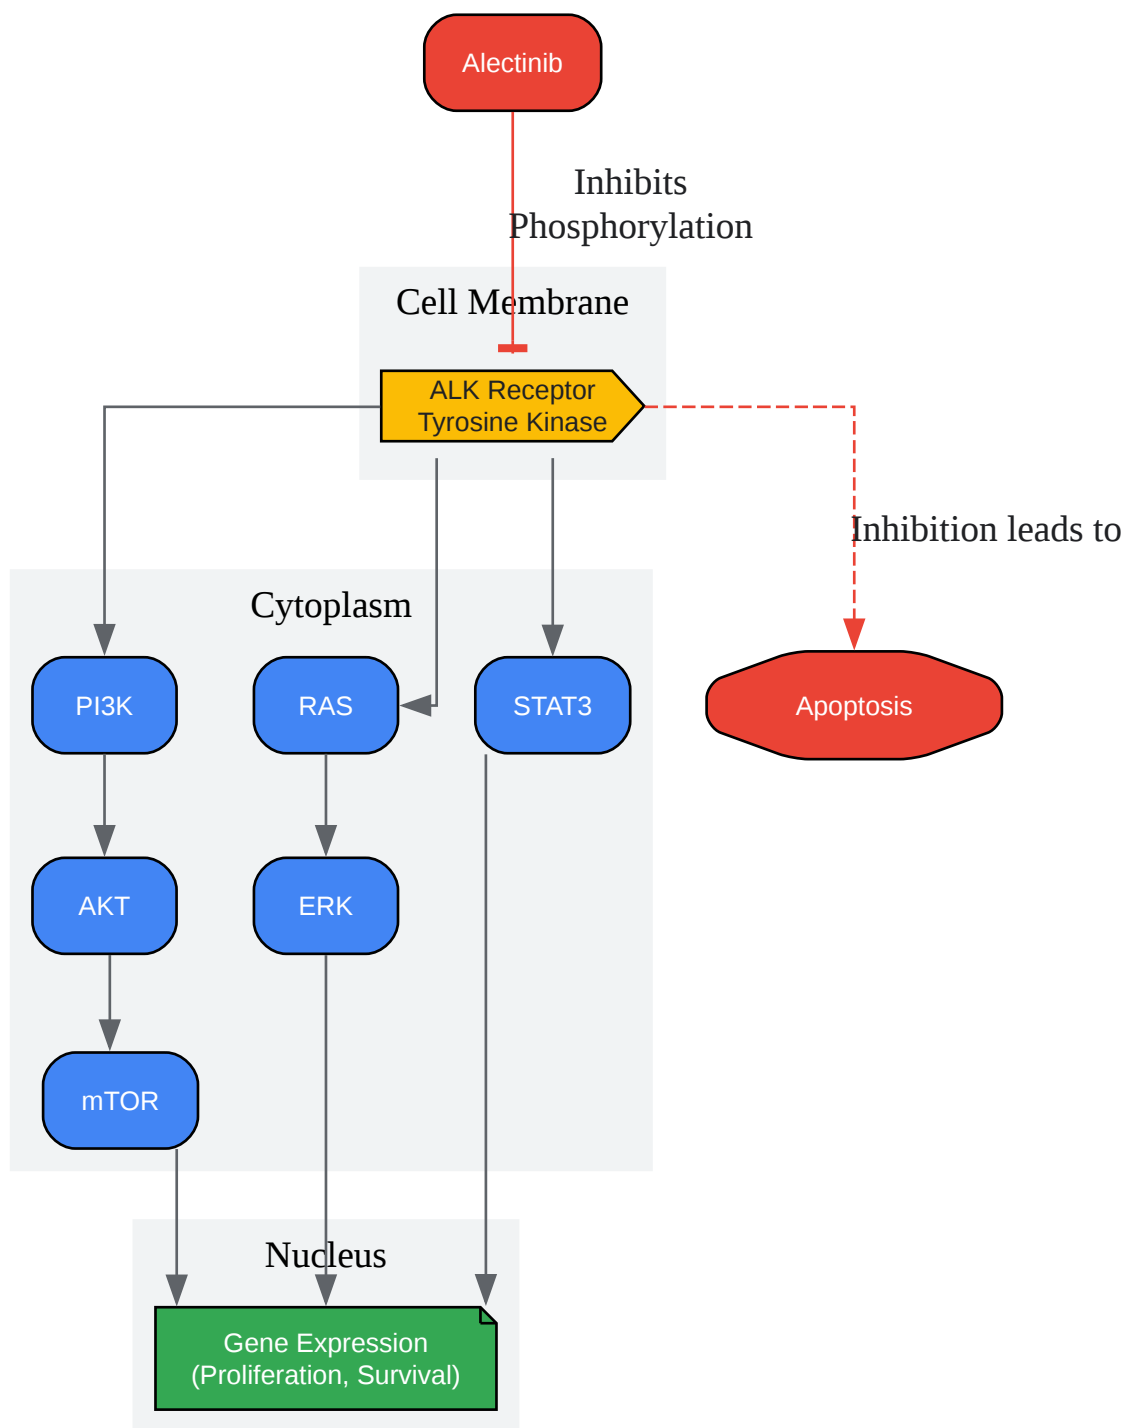 Alectinib
Inhibits
Phosphorylation
Cell Membrane
ALK Receptor
Tyrosine Kinase
Inhibition leads to
Cytoplasm
PI3K
RAS
STAT3
Apoptosis
AKT
ERK
mTOR
Nucleus
Gene Expression
(Proliferation, Survival)